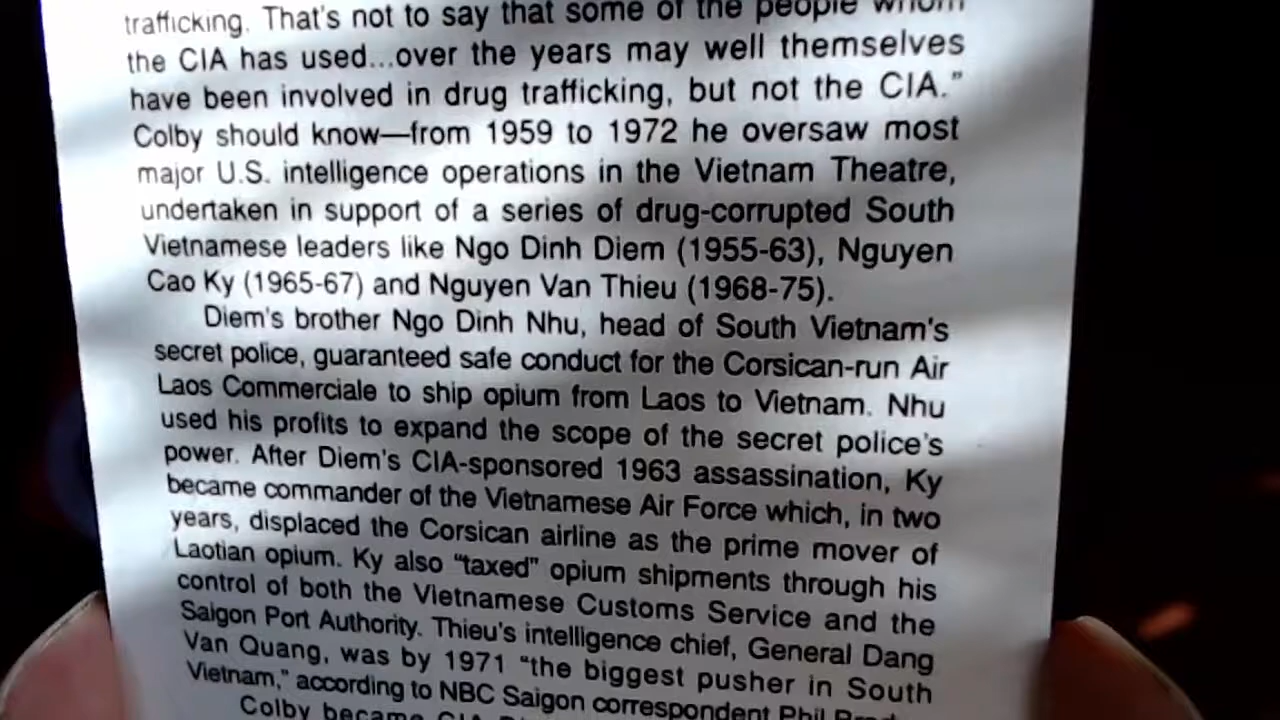 trafficking. That's not to say that some of the people whom
the CIA has used...over the years may well themselves
have been involved in drug trafficking, but not the CIA."
Colby should know—from 1959 to 1972 he oversaw most
major U.S. intelligence operations in the Vietnam Theatre,
undertaken in support of a series of drug-corrupted South
Vietnamese leaders like Ngo Dinh Diem (1955-63), Nguyen
Cao Ky (1965-67) and Nguyen Van Thieu (1968-75).
Diem's brother Ngo Dinh Nhu, head of South Vietnam's
secret police, guaranteed safe conduct for the Corsican-run Air
Laos Commerciale to ship opium from Laos to Vietnam. Nhu
used his profits to expand the scope of the secret police's
power. After Diem's CIA-sponsored 1963 assassination, Ky
became commander of the Vietnamese Air Force which, in two
years, displaced the Corsican airline as the prime mover of
Laotian opium. Ky also "taxed" opium shipments through his
control of both the Vietnamese Customs Service and the
Saigon Port Authority. Thieu's intelligence chief, General Dang
Van Quang, was by 1971 "the biggest pusher in South
Vietnam," according to NBC Saigon correspondent Phil
Colby became CIA